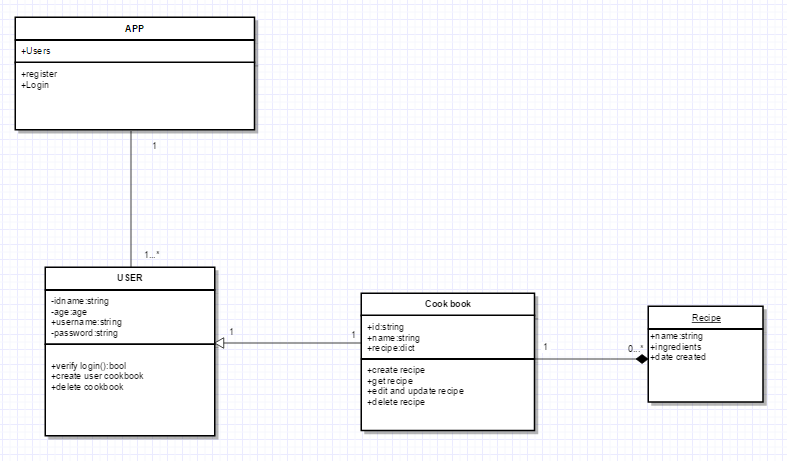 APP
+Users
+register
+Login
1
1...*
USER
-idname:string
-age:age
+username:string
-password:string
+verify login():bool
+create user cookbook
+delete cookbook
1
1
Cookbook
+id:string
+name:string
+recipe:dict
+create recipe
+get recipe
+edit and update recipe
+delete recipe
1
0...*
Recipe
+name:string
+ingredients
+date created